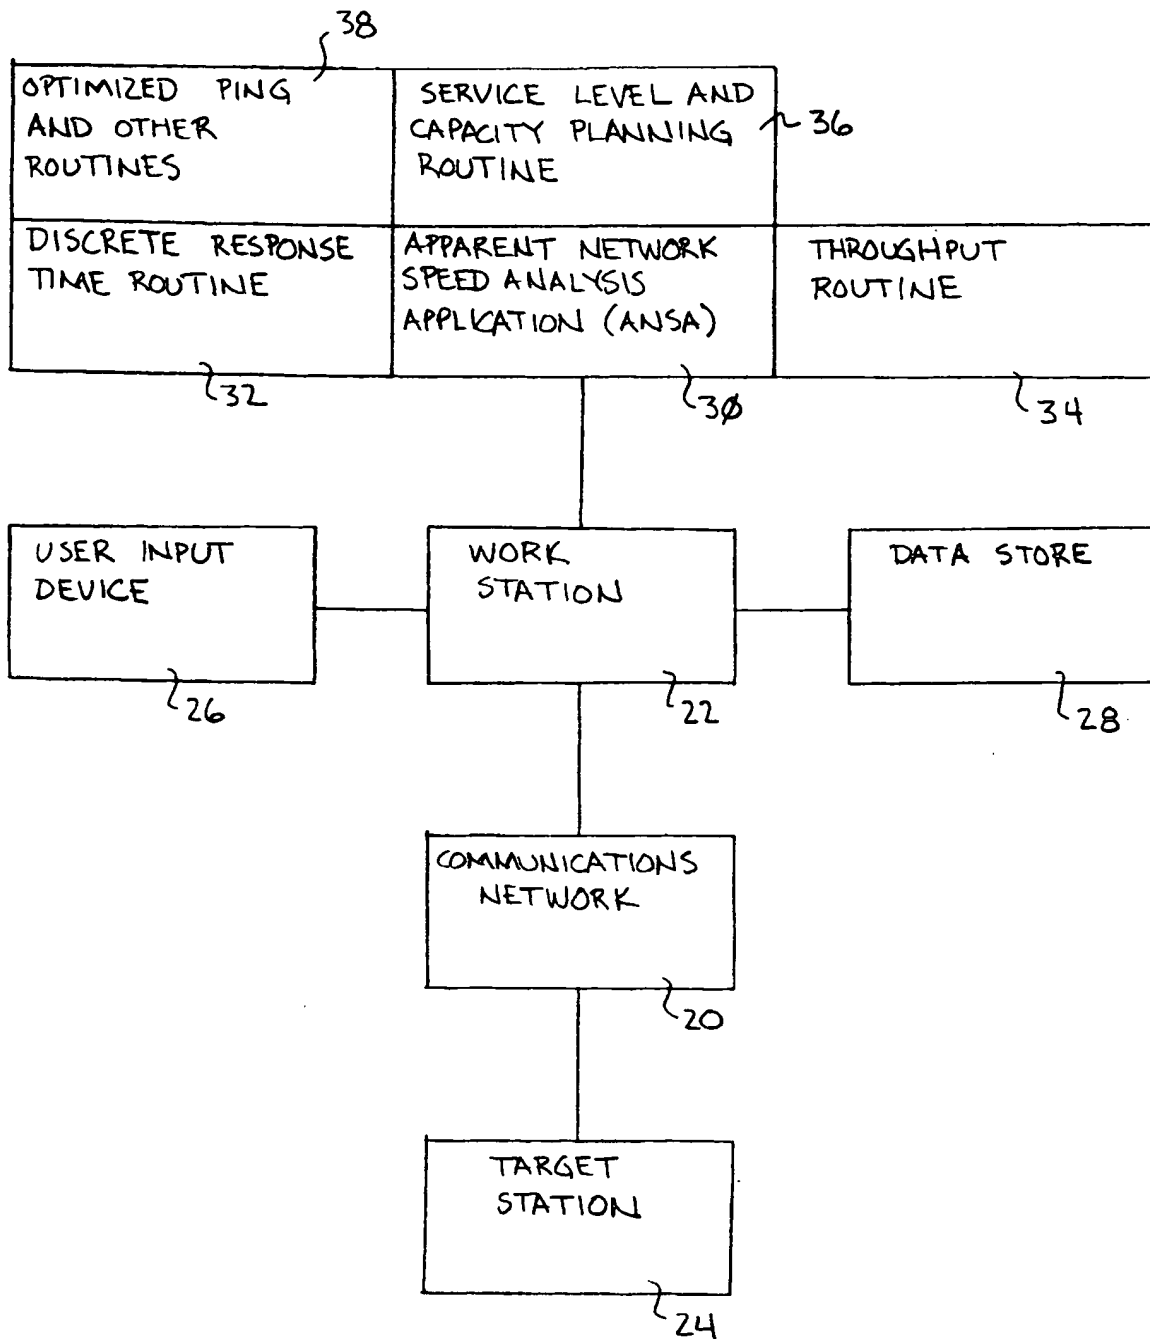 38
OPTIMIZED PING
AND OTHER
ROUTINES
SERVICE LEVEL AND
CAPACITY PLANNING
ROUTINE
36
DISCRETE RESPONSE
TIME ROUTINE
32
APPARENT NETWORK
SPEED ANALYSIS
APPLICATION (ANSA)
30
THROUGHPUT
ROUTINE
34
USER INPUT
DEVICE
26
WORK
STATION
22
DATA STORE
28
COMMUNICATIONS
NETWORK
20
TARGET
STATION
24